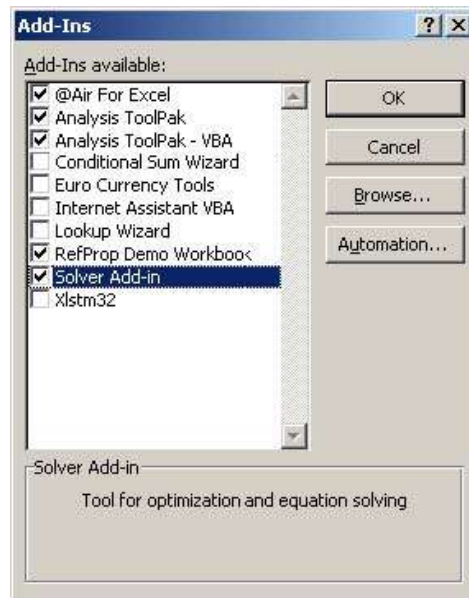 Add-Ins
Add-Ins available:
@Air For Excel
Analysis ToolPak
Analysis ToolPak - VBA
Conditional Sum Wizard
Euro Currency Tools
Internet Assistant VBA
Lookup Wizard
RefProp Demo Workbook
Solver Add-in
Xlstm32
OK
Cancel
Browse...
Automation...
Solver Add-in
Tool for optimization and equation solving